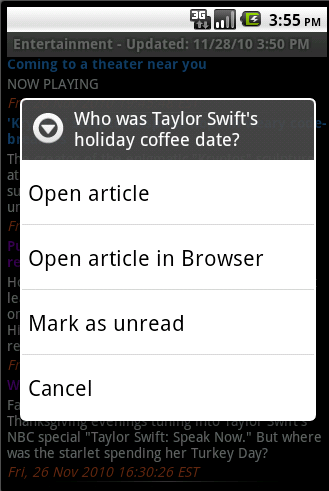 3G 3:55 PM
Entertainment - Updated: 11/28/10 3:50 PM
Coming to a theater near you
NOW PLAYING
Who was Taylor Swift's
holiday coffee date?
Open article
Open article in Browser
Mark as unread
Cancel
Thanksgiving evenings tuning into Taylor Swift's
NBC special "Taylor Swift: Speak Now." But where
was the starlet spending her Turkey Day?
Fri, 26 Nov 2010 16:30:26 EST